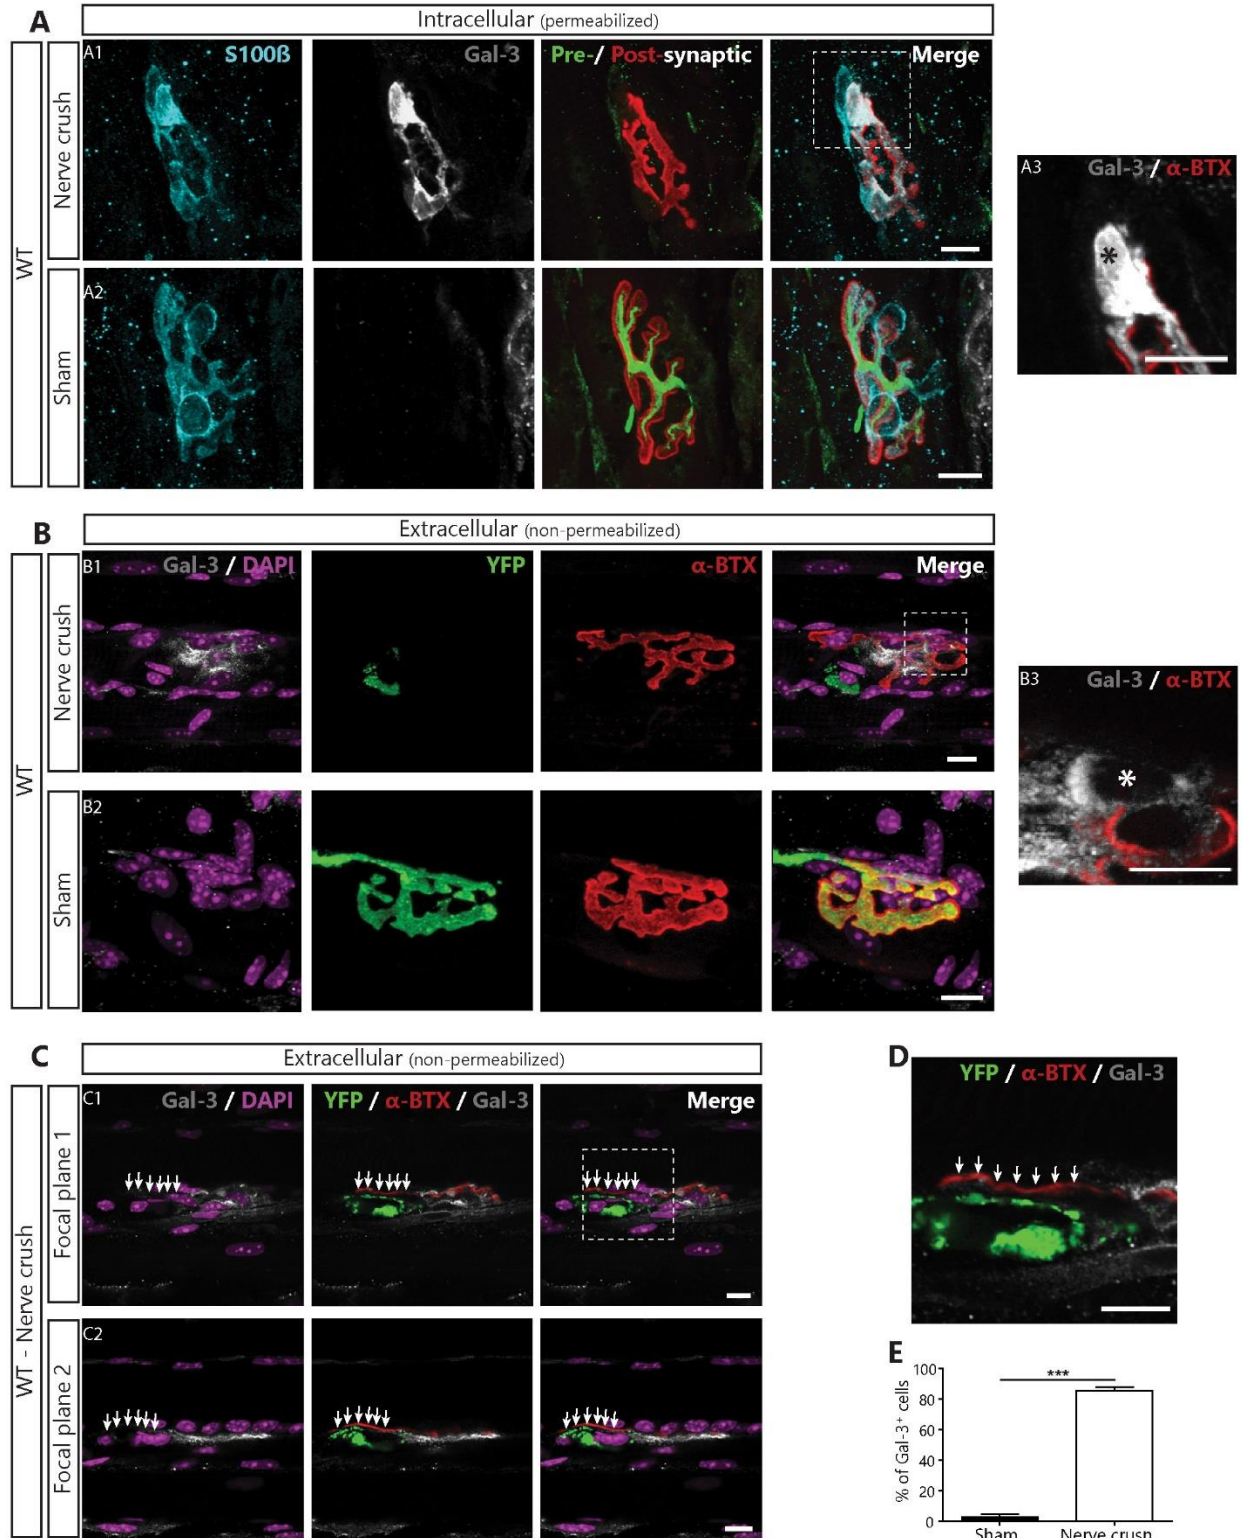 A
Intracellular (permeabilized)
WT
Nerve crush
A1
S100ß
Gal-3
Pre-/ Post-synaptic
Merge
A3
Gal-3 / α-BTX
*
Sham
A2
B
Extracellular (non-permeabilized)
WT
Nerve crush
B1
Gal-3 / DAPI
YFP
α-BTX
Merge
B3
Gal-3 / α-BTX
*
Sham
B2
C
Extracellular (non-permeabilized)
WT - Nerve crush
Focal plane 1
C1
Gal-3 / DAPI
YFP / α-BTX / Gal-3
Merge
Focal plane 2
C2
D
YFP / α-BTX / Gal-3
E
% of Gal-3⁺ cells
100
80
60
40
20
0
***
Sham
Nerve crush